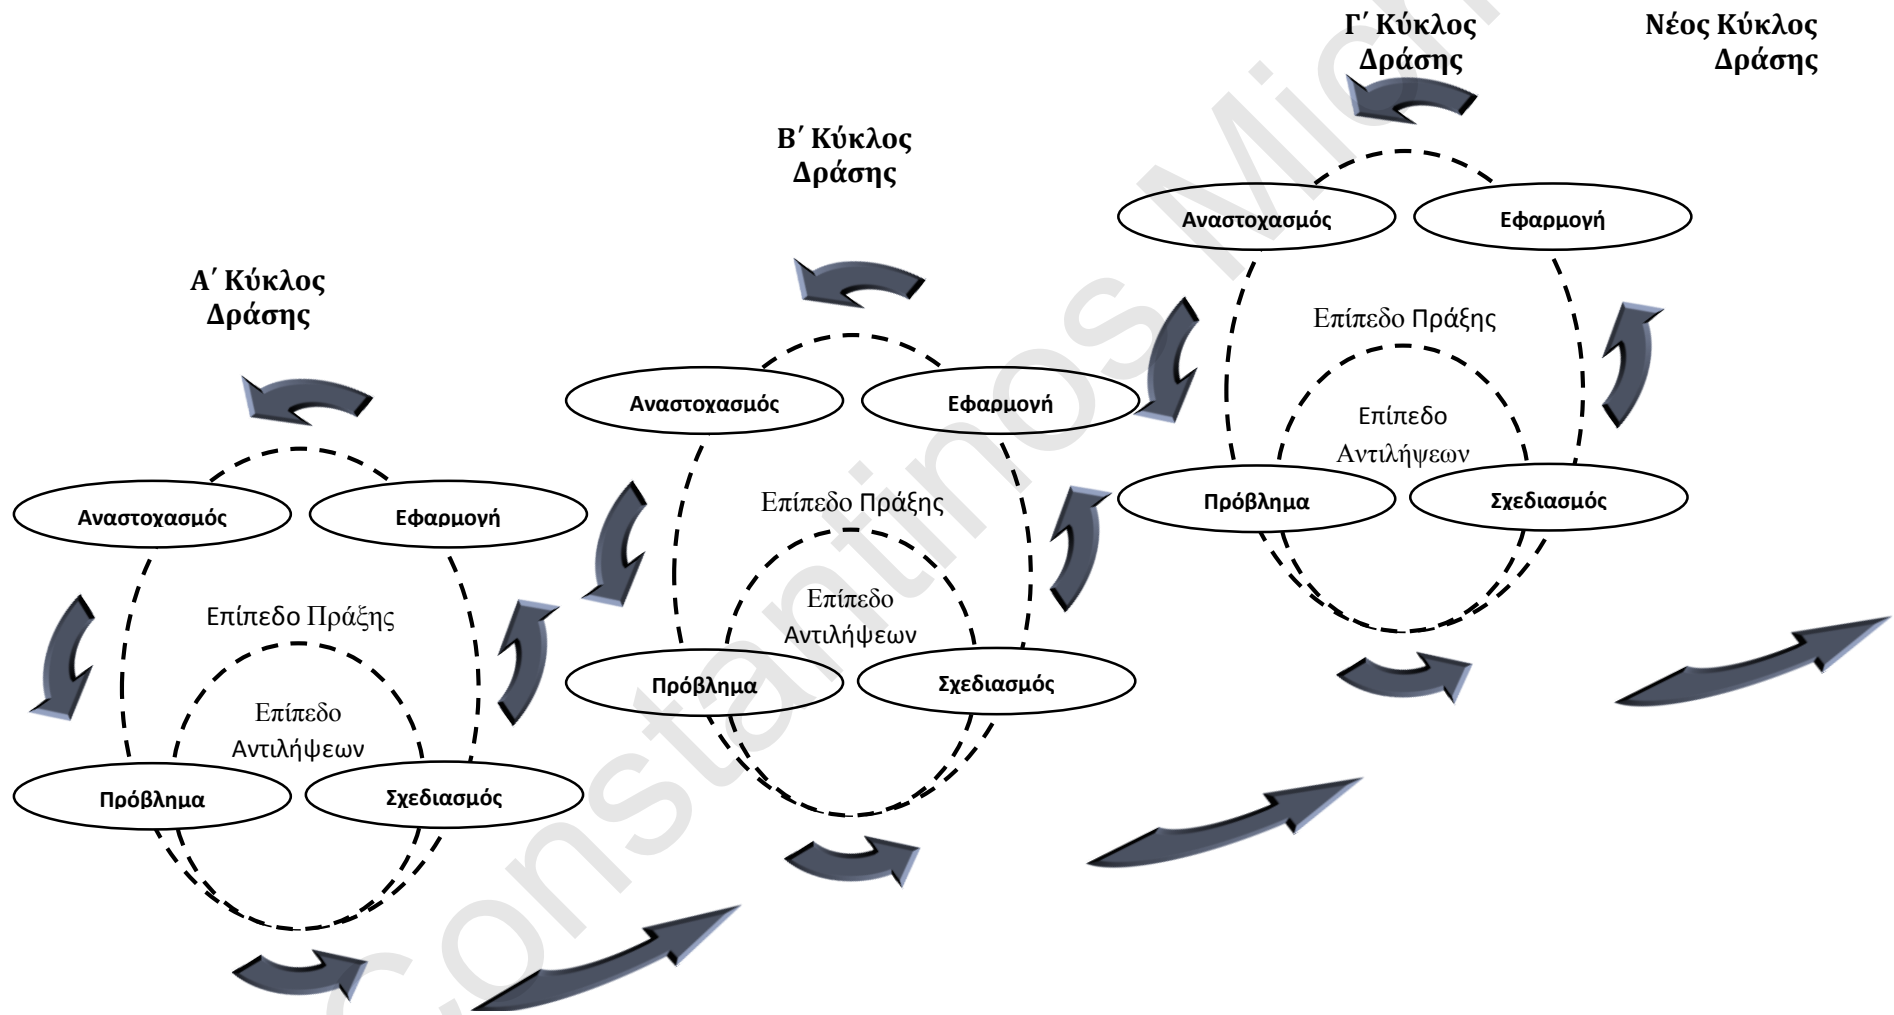 Γ΄ Κύκλος
Δράσης
Νέος Κύκλος
Δράσης
Β΄ Κύκλος
Δράσης
Α΄ Κύκλος
Δράσης
Αναστοχασμός
Εφαρμογή
Επίπεδο Πράξης
Επίπεδο
Αντιλήψεων
Πρόβλημα
Σχεδιασμός
Αναστοχασμός
Εφαρμογή
Επίπεδο Πράξης
Επίπεδο
Αντιλήψεων
Πρόβλημα
Σχεδιασμός
Αναστοχασμός
Εφαρμογή
Επίπεδο Πράξης
Επίπεδο
Αντιλήψεων
Πρόβλημα
Σχεδιασμός
Constantinos